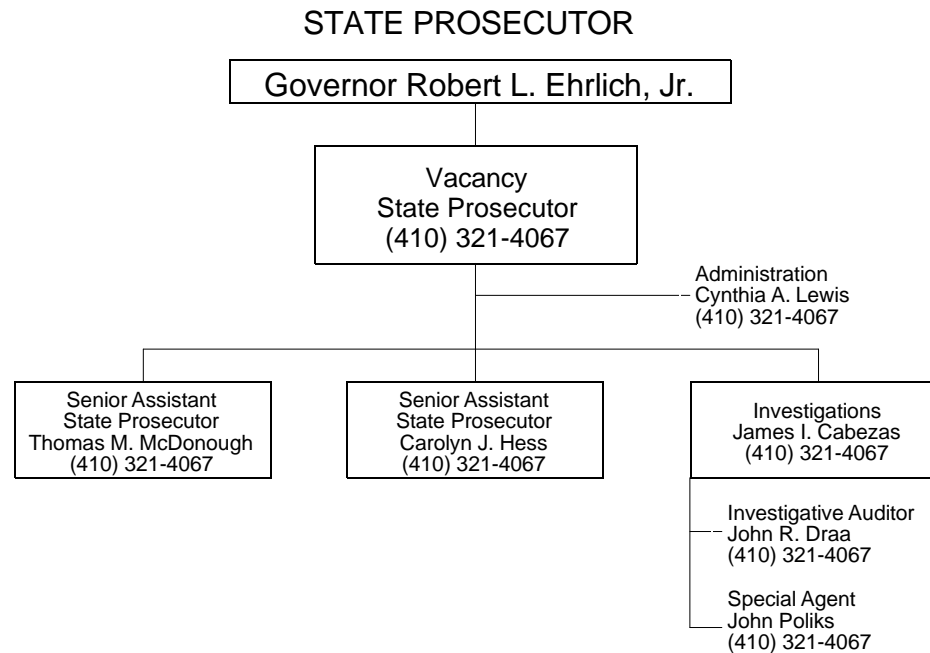 STATE PROSECUTOR
Governor Robert L. Ehrlich, Jr.
Vacancy
State Prosecutor
(410) 321-4067
Administration
Cynthia A. Lewis
(410) 321-4067
Senior Assistant
State Prosecutor
Thomas M. McDonough
(410) 321-4067
Senior Assistant
State Prosecutor
Carolyn J. Hess
(410) 321-4067
Investigations
James I. Cabezas
(410) 321-4067
Investigative Auditor
John R. Draa
(410) 321-4067
Special Agent
John Poliks
(410) 321-4067